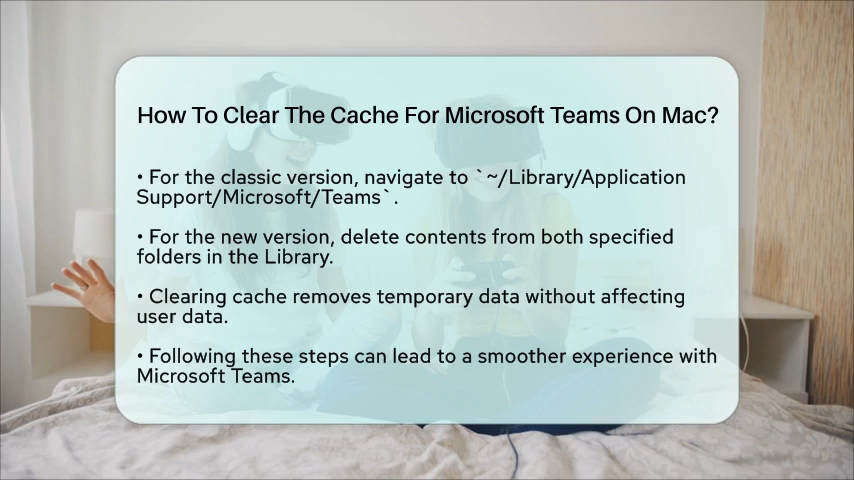 How To Clear The Cache For Microsoft Teams On Mac?
• For the classic version, navigate to `~/Library/Application
Support/Microsoft/Teams`.
• For the new version, delete contents from both specified
folders in the Library.
• Clearing cache removes temporary data without affecting
user data.
• Following these steps can lead to a smoother experience with
Microsoft Teams.